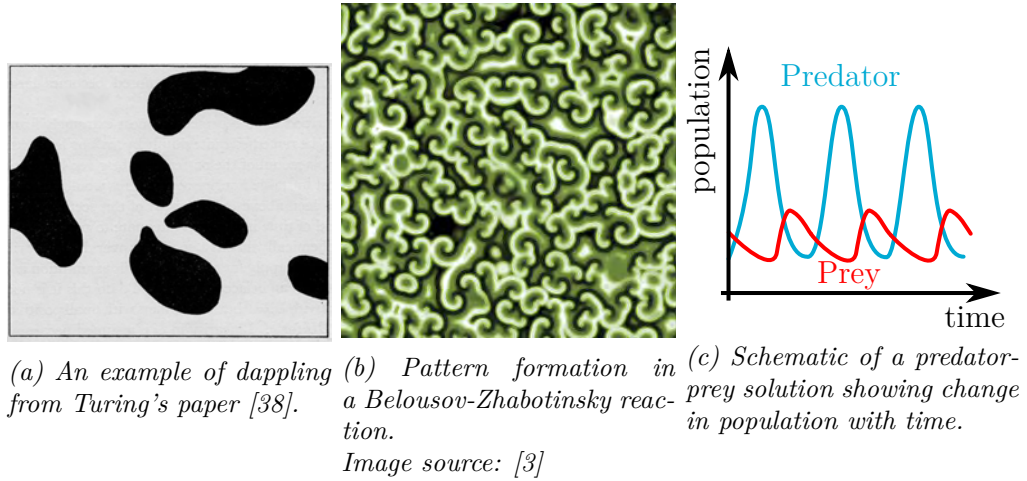 population
Predator
Prey
time
(a) An example of dappling
from Turing's paper [38].
(b) Pattern formation in
a Belousov-Zhabotinsky reac-
tion.
Image source: [3]
(c) Schematic of a predator-
prey solution showing change
in population with time.